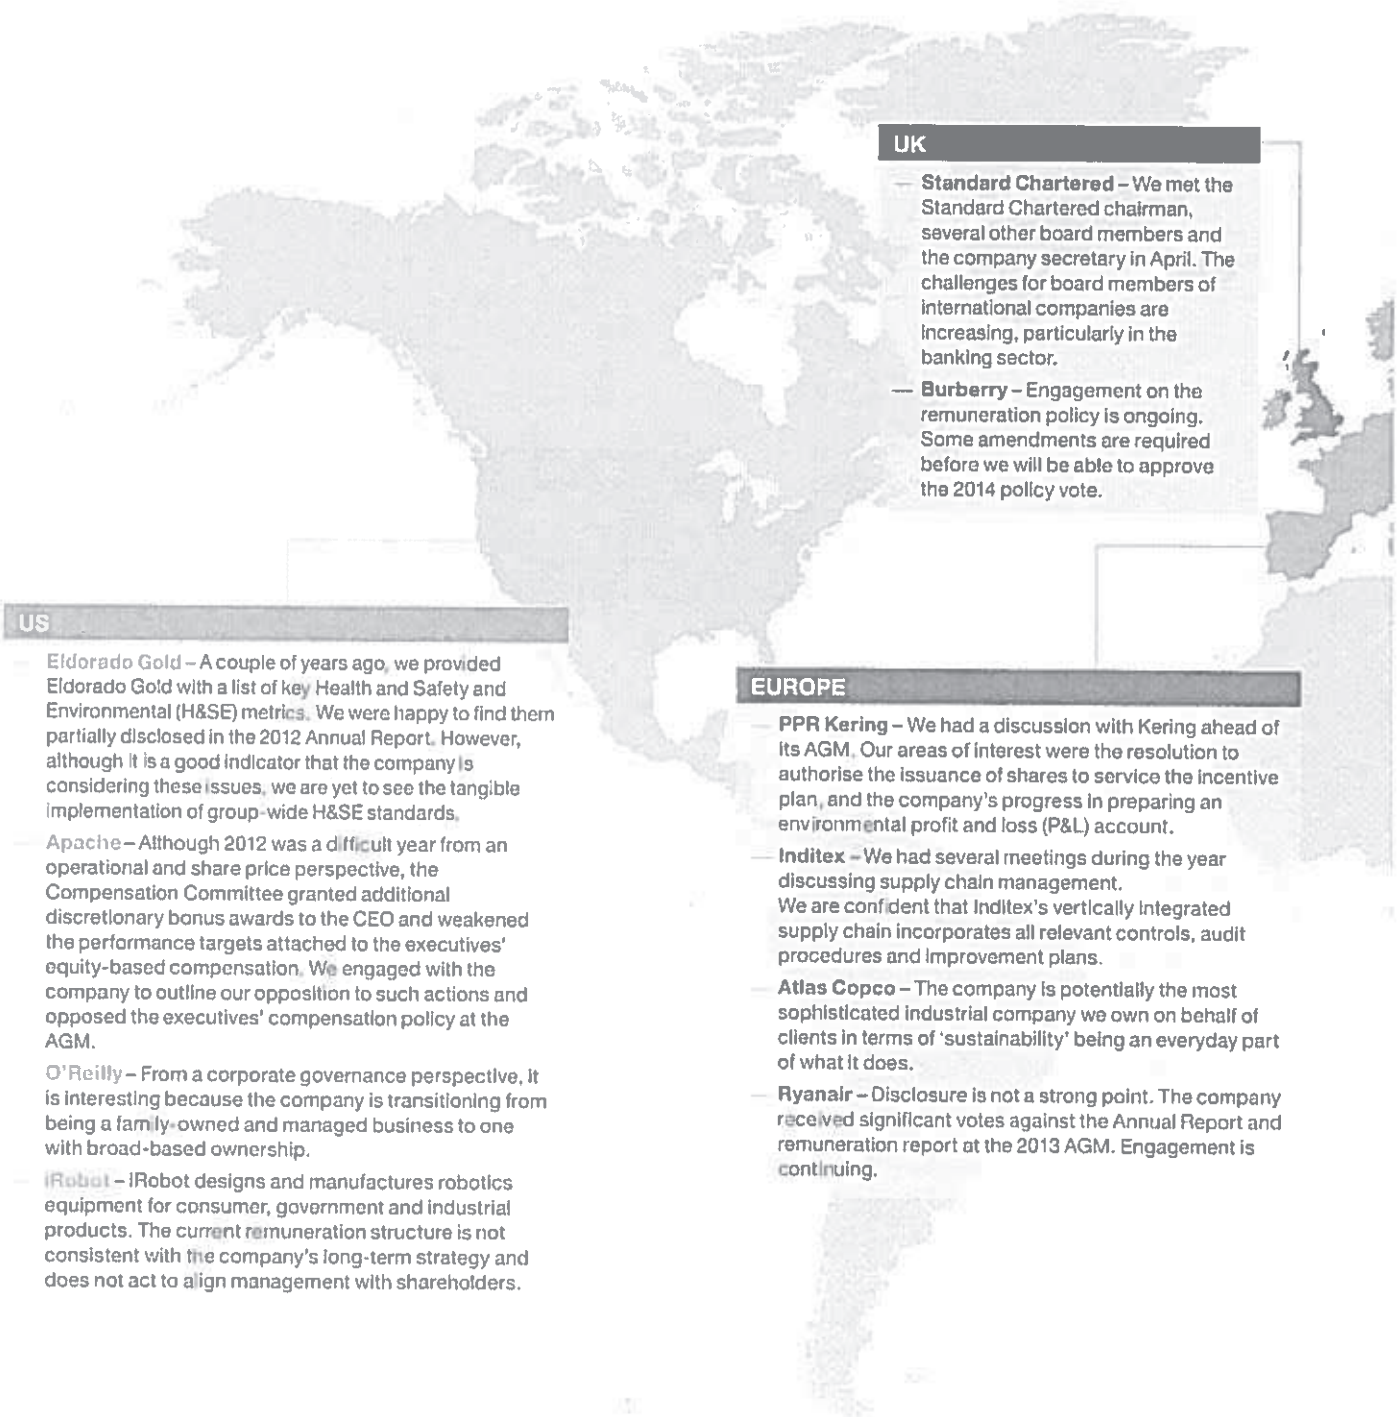 UK
— Standard Chartered – We met the
Standard Chartered chairman,
several other board members and
the company secretary in April. The
challenges for board members of
international companies are
increasing, particularly in the
banking sector.
— Burberry – Engagement on the
remuneration policy is ongoing.
Some amendments are required
before we will be able to approve
the 2014 policy vote.
US
— Eldorado Gold – A couple of years ago, we provided
Eldorado Gold with a list of key Health and Safety and
Environmental (H&SE) metrics. We were happy to find them
partially disclosed in the 2012 Annual Report. However,
although it is a good indicator that the company is
considering these issues, we are yet to see the tangible
implementation of group-wide H&SE standards.
— Apache – Although 2012 was a difficult year from an
operational and share price perspective, the
Compensation Committee granted additional
discretionary bonus awards to the CEO and weakened
the performance targets attached to the executives'
equity-based compensation. We engaged with the
company to outline our opposition to such actions and
opposed the executives' compensation policy at the
AGM.
— O'Reilly – From a corporate governance perspective, it
is interesting because the company is transitioning from
being a family-owned and managed business to one
with broad-based ownership.
— iRobot – iRobot designs and manufactures robotics
equipment for consumer, government and industrial
products. The current remuneration structure is not
consistent with the company's long-term strategy and
does not act to align management with shareholders.
EUROPE
— PPR Kering – We had a discussion with Kering ahead of
its AGM. Our areas of interest were the resolution to
authorise the issuance of shares to service the incentive
plan, and the company's progress in preparing an
environmental profit and loss (P&L) account.
— Inditex – We had several meetings during the year
discussing supply chain management.
We are confident that Inditex's vertically integrated
supply chain incorporates all relevant controls, audit
procedures and improvement plans.
— Atlas Copco – The company is potentially the most
sophisticated industrial company we own on behalf of
clients in terms of 'sustainability' being an everyday part
of what it does.
— Ryanair – Disclosure is not a strong point. The company
received significant votes against the Annual Report and
remuneration report at the 2013 AGM. Engagement is
continuing.